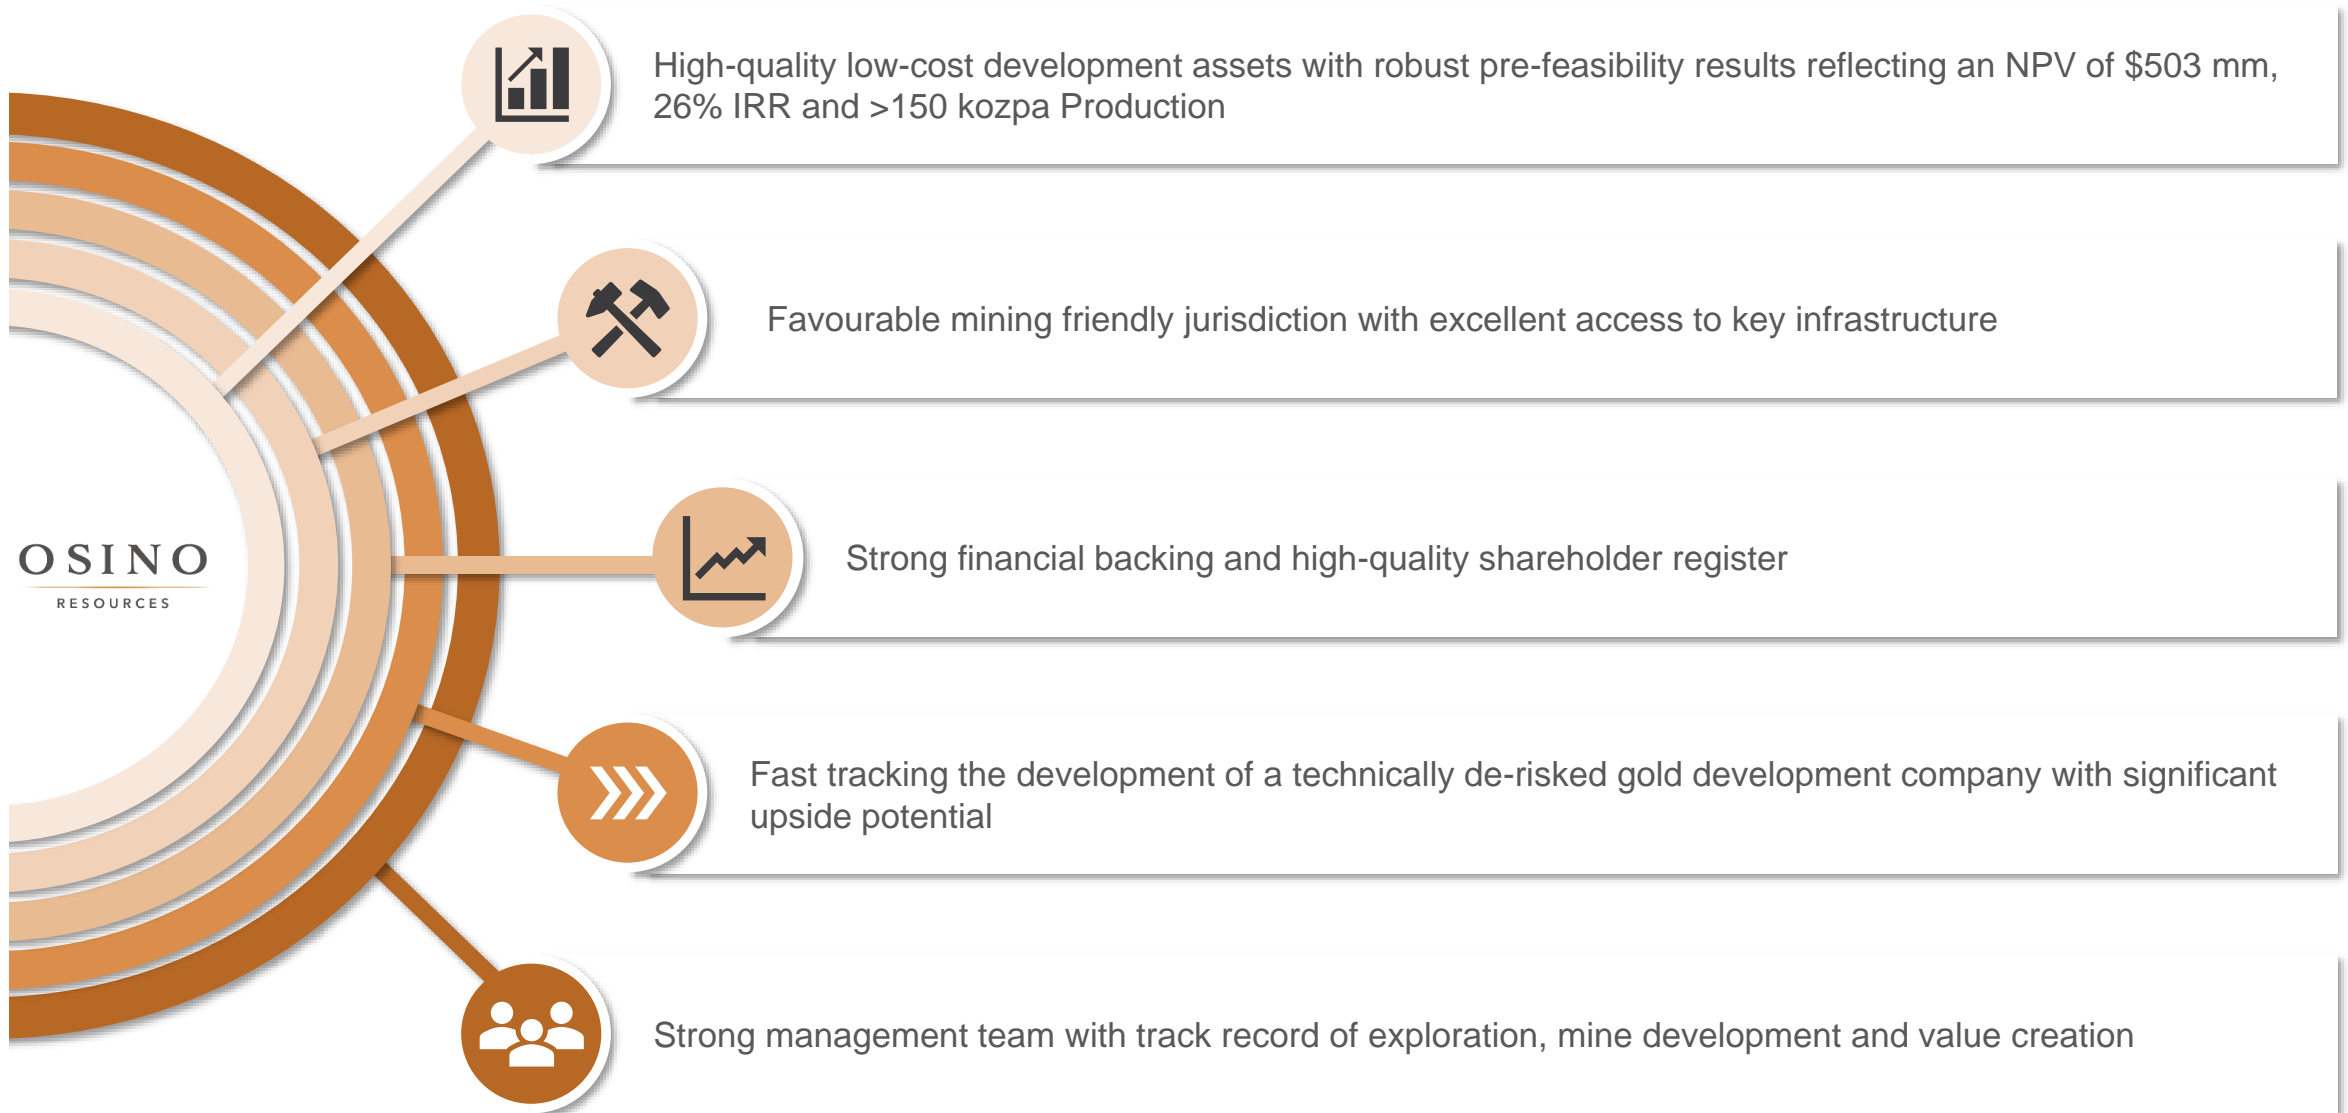 High-quality low-cost development assets with robust pre-feasibility results reflecting an NPV of $503 mm,
26% IRR and >150 kozpa Production
Favourable mining friendly jurisdiction with excellent access to key infrastructure
OSINO
RESOURCES
Strong financial backing and high-quality shareholder register
Fast tracking the development of a technically de-risked gold development company with significant
upside potential
Strong management team with track record of exploration, mine development and value creation